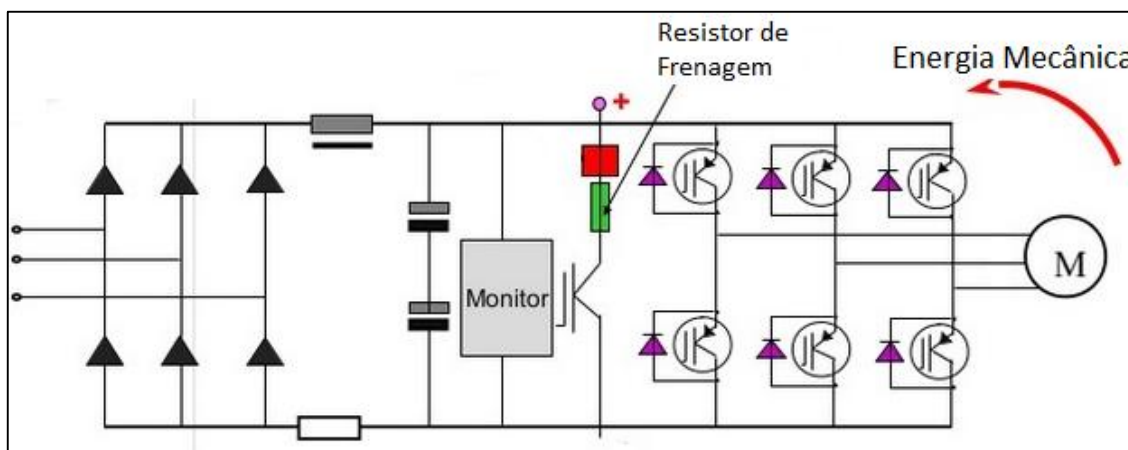 Resistor de
Frenagem
Energia Mecânica
+
Monitor
M